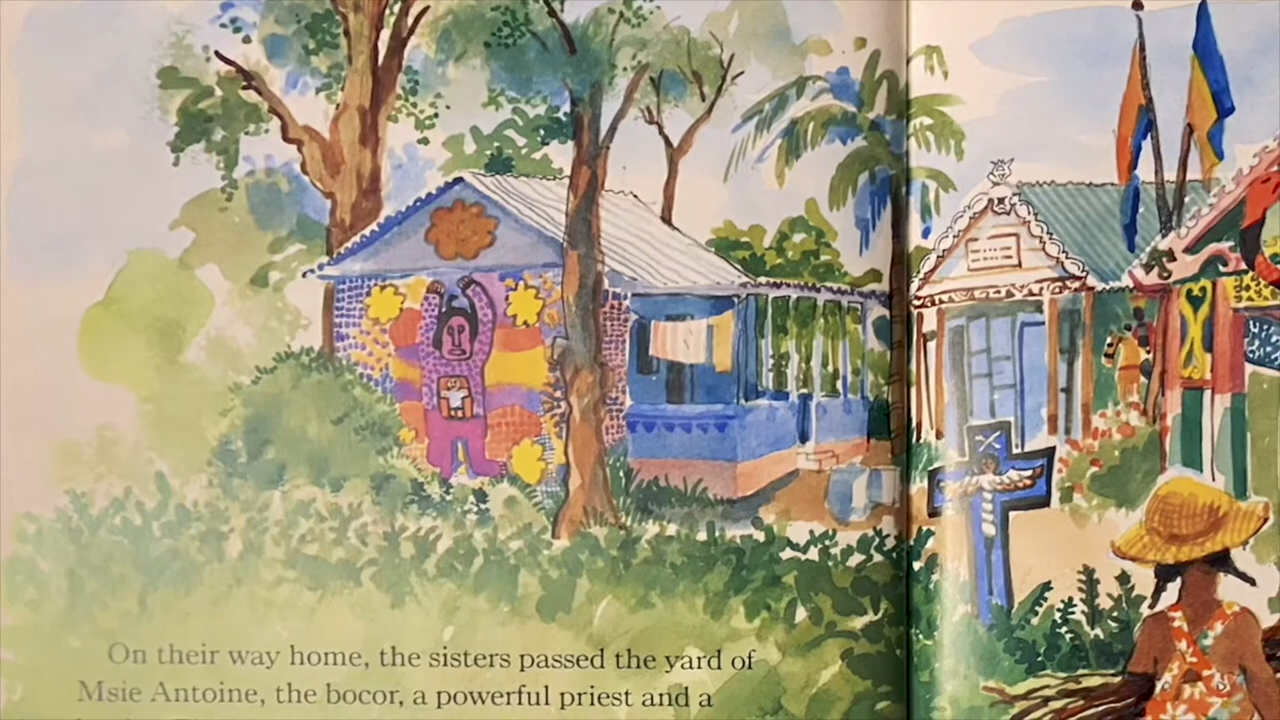 On their way home, the sisters passed the yard of
Msie Antoine, the bocor, a powerful priest and a